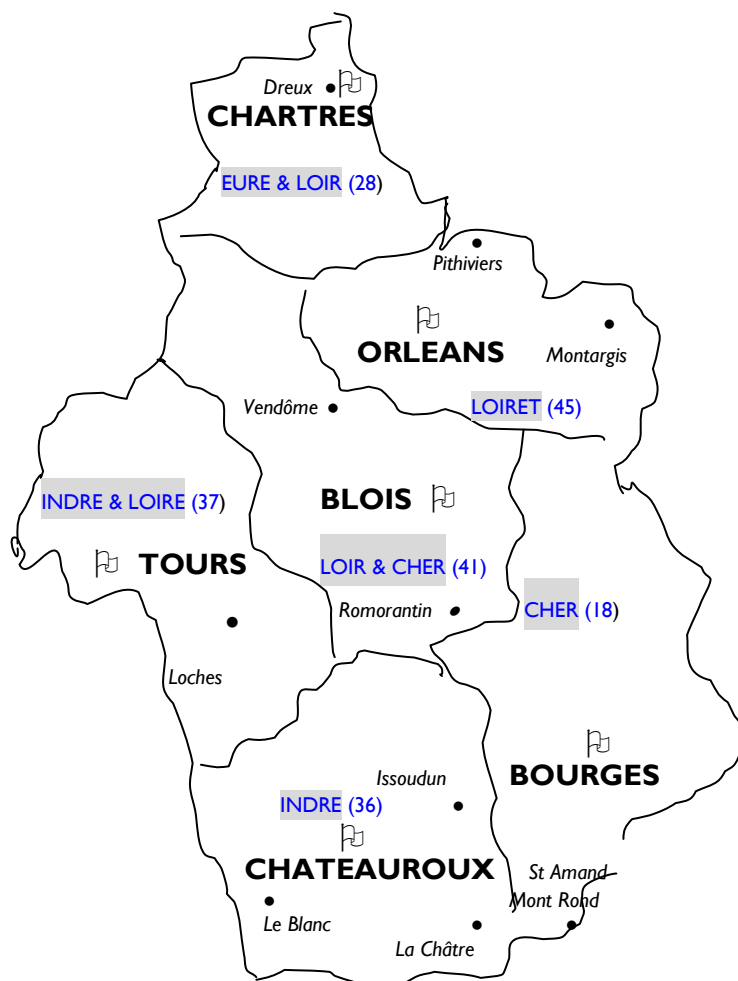 Dreux
CHARTRES
EURE & LOIR (28)
Pithiviers
ORLEANS
Montargis
LOIRET (45)
Vendôme
INDRE & LOIRE (37)
BLOIS
TOURS
LOIR & CHER (41)
Romorantin
CHER (18)
Loches
BOURGES
Issoudun
INDRE (36)
CHATEAUROUX
St Amand
Mont Rond
Le Blanc
La Châtre